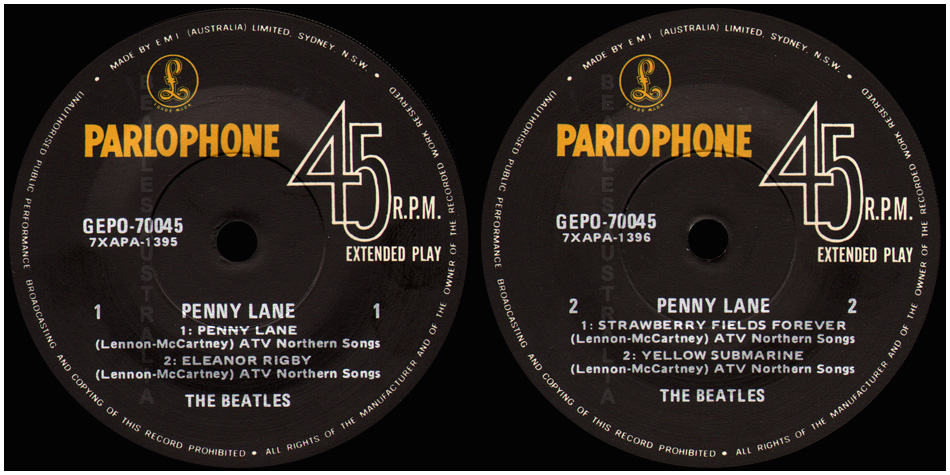 MADE BY E M I (AUSTRALIA) LIMITED, SYDNEY, N.S.W. •
UNAUTHORISED PUBLIC PERFORMANCE BROADCASTING AND COPYING OF THIS RECORD PROHIBITED • ALL RIGHTS OF THE MANUFACTURER AND OF THE OWNER OF THE RECORDED WORK RESERVED
£
TRADE MARK
PARLOPHONE
45
R.P.M.
GEPO-70045
7XAPA-1395
EXTENDED PLAY
1 PENNY LANE 1
1: PENNY LANE
(Lennon-McCartney) ATV Northern Songs
2: ELEANOR RIGBY
(Lennon-McCartney) ATV Northern Songs
THE BEATLES
BEATLES AUSTRALIA
MADE BY E M I (AUSTRALIA) LIMITED, SYDNEY, N.S.W. •
UNAUTHORISED PUBLIC PERFORMANCE BROADCASTING AND COPYING OF THIS RECORD PROHIBITED • ALL RIGHTS OF THE MANUFACTURER AND OF THE OWNER OF THE RECORDED WORK RESERVED
£
TRADE MARK
PARLOPHONE
45
R.P.M.
GEPO-70045
7XAPA-1396
EXTENDED PLAY
2 PENNY LANE 2
1: STRAWBERRY FIELDS FOREVER
(Lennon-McCartney) ATV Northern Songs
2: YELLOW SUBMARINE
(Lennon-McCartney) ATV Northern Songs
THE BEATLES
BEATLES AUSTRALIA